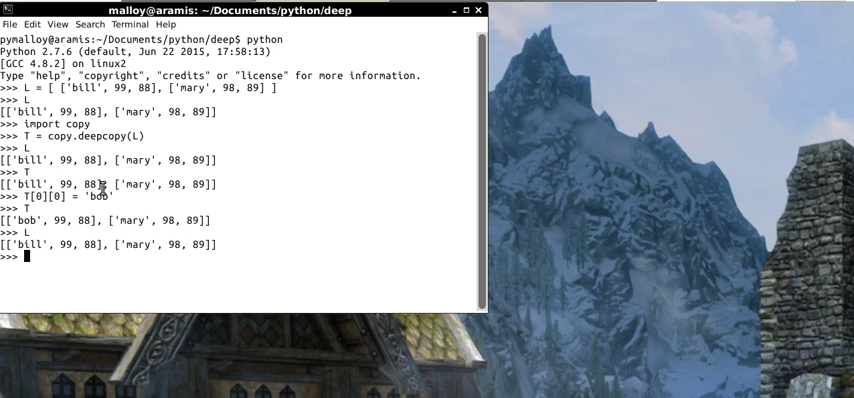 malloy@aramis: ~/Documents/python/deep
File Edit View Search Terminal Help
pymalloy@aramis:~/Documents/python/deep$ python
Python 2.7.6 (default, Jun 22 2015, 17:58:13)
[GCC 4.8.2] on linux2
Type "help", "copyright", "credits" or "license" for more information.
>>> L = [ ['bill', 99, 88], ['mary', 98, 89] ]
>>> L
[['bill', 99, 88], ['mary', 98, 89]]
>>> import copy
>>> T = copy.deepcopy(L)
>>> L
[['bill', 99, 88], ['mary', 98, 89]]
>>> T
[['bill', 99, 88], ['mary', 98, 89]]
>>> T[0][0] = 'bob'
>>> T
[['bob', 99, 88], ['mary', 98, 89]]
>>> L
[['bill', 99, 88], ['mary', 98, 89]]
>>>